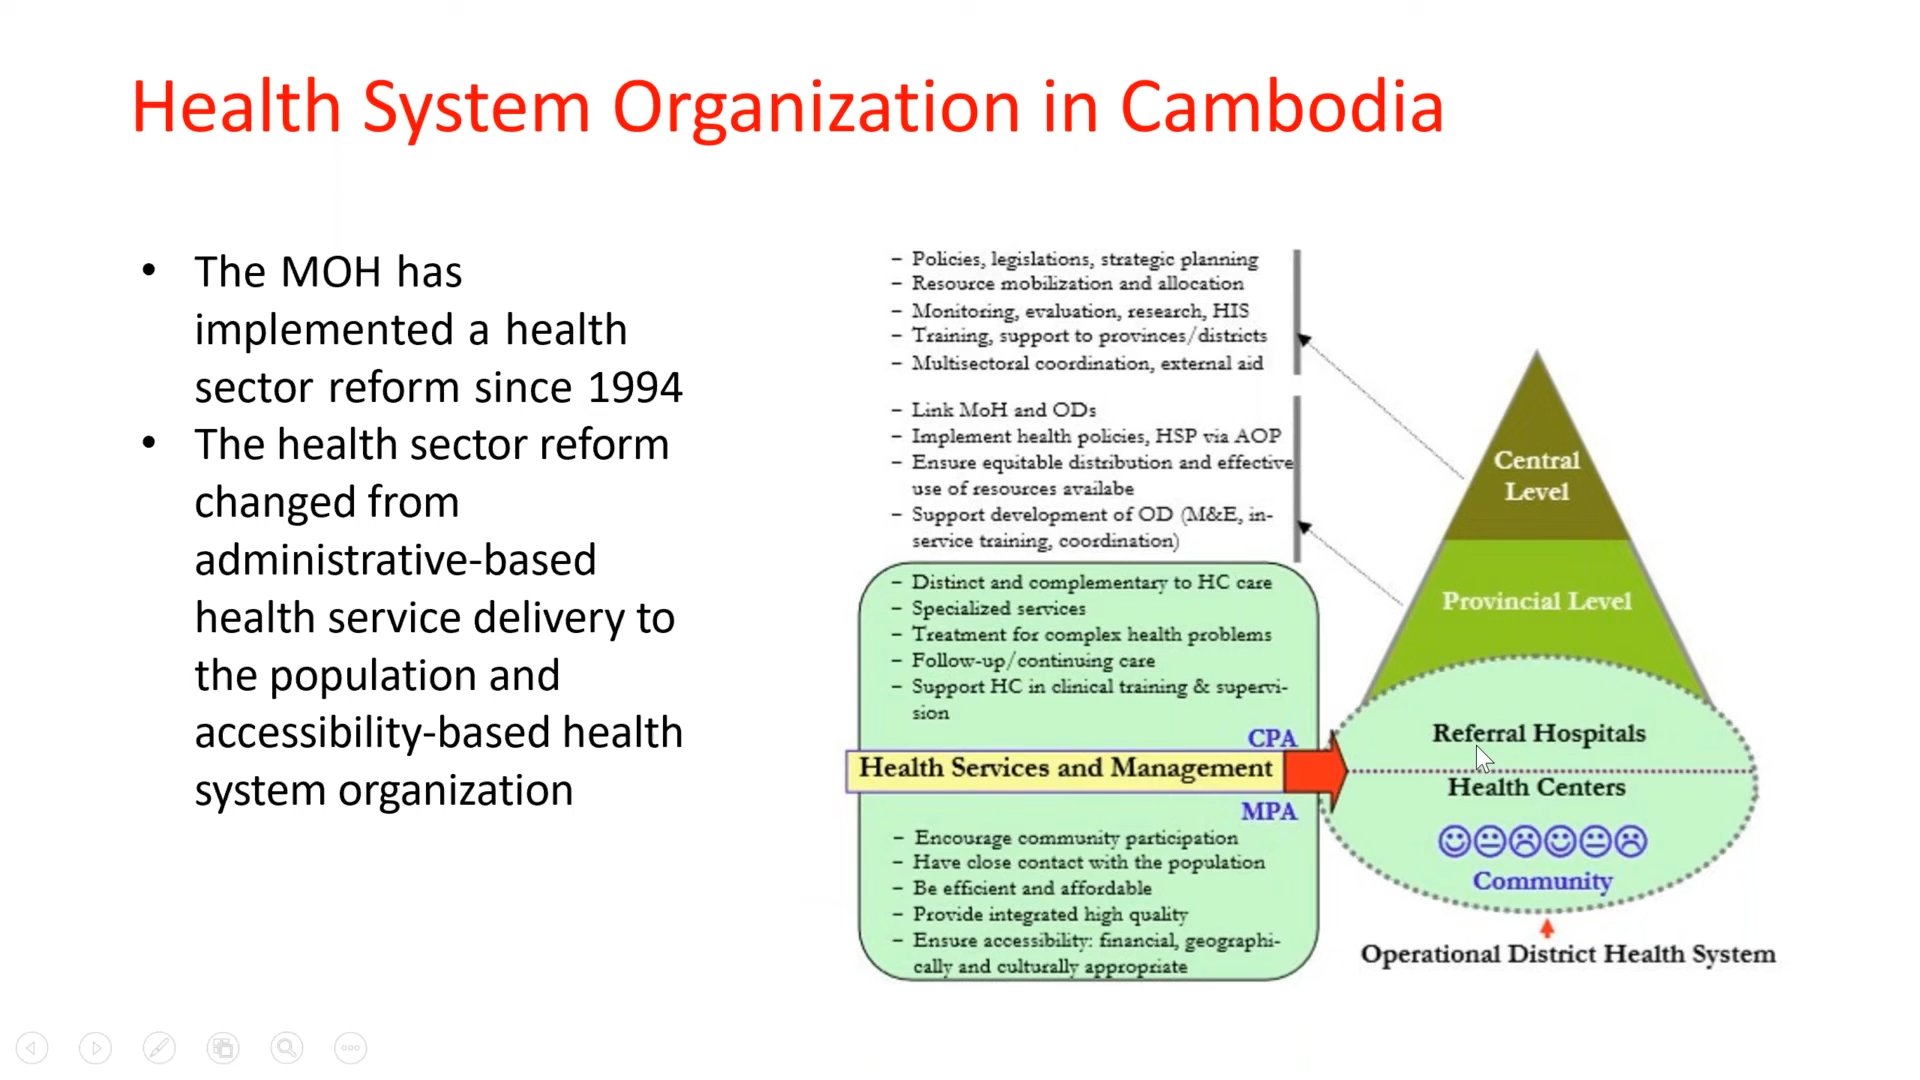 Health System Organization in Cambodia
• The MOH has
implemented a health
sector reform since 1994
• The health sector reform
changed from
administrative-based
health service delivery to
the population and
accessibility-based health
system organization
– Policies, legislations, strategic planning
– Resource mobilization and allocation
– Monitoring, evaluation, research, HIS
– Training, support to provinces/districts
– Multisectoral coordination, external aid
– Link MoH and ODs
– Implement health policies, HSP via AOP
– Ensure equitable distribution and effective
use of resources availabe
– Support development of OD (M&E, in-
service training, coordination)
– Distinct and complementary to HC care
– Specialized services
– Treatment for complex health problems
– Follow-up/continuing care
– Support HC in clinical training & supervi-
sion
CPA
Health Services and Management
MPA
– Encourage community participation
– Have close contact with the population
– Be efficient and affordable
– Provide integrated high quality
– Ensure accessibility: financial, geographi-
cally and culturally appropriate
Central
Level
Provincial Level
Referral Hospitals
Health Centers
Community
Operational District Health System